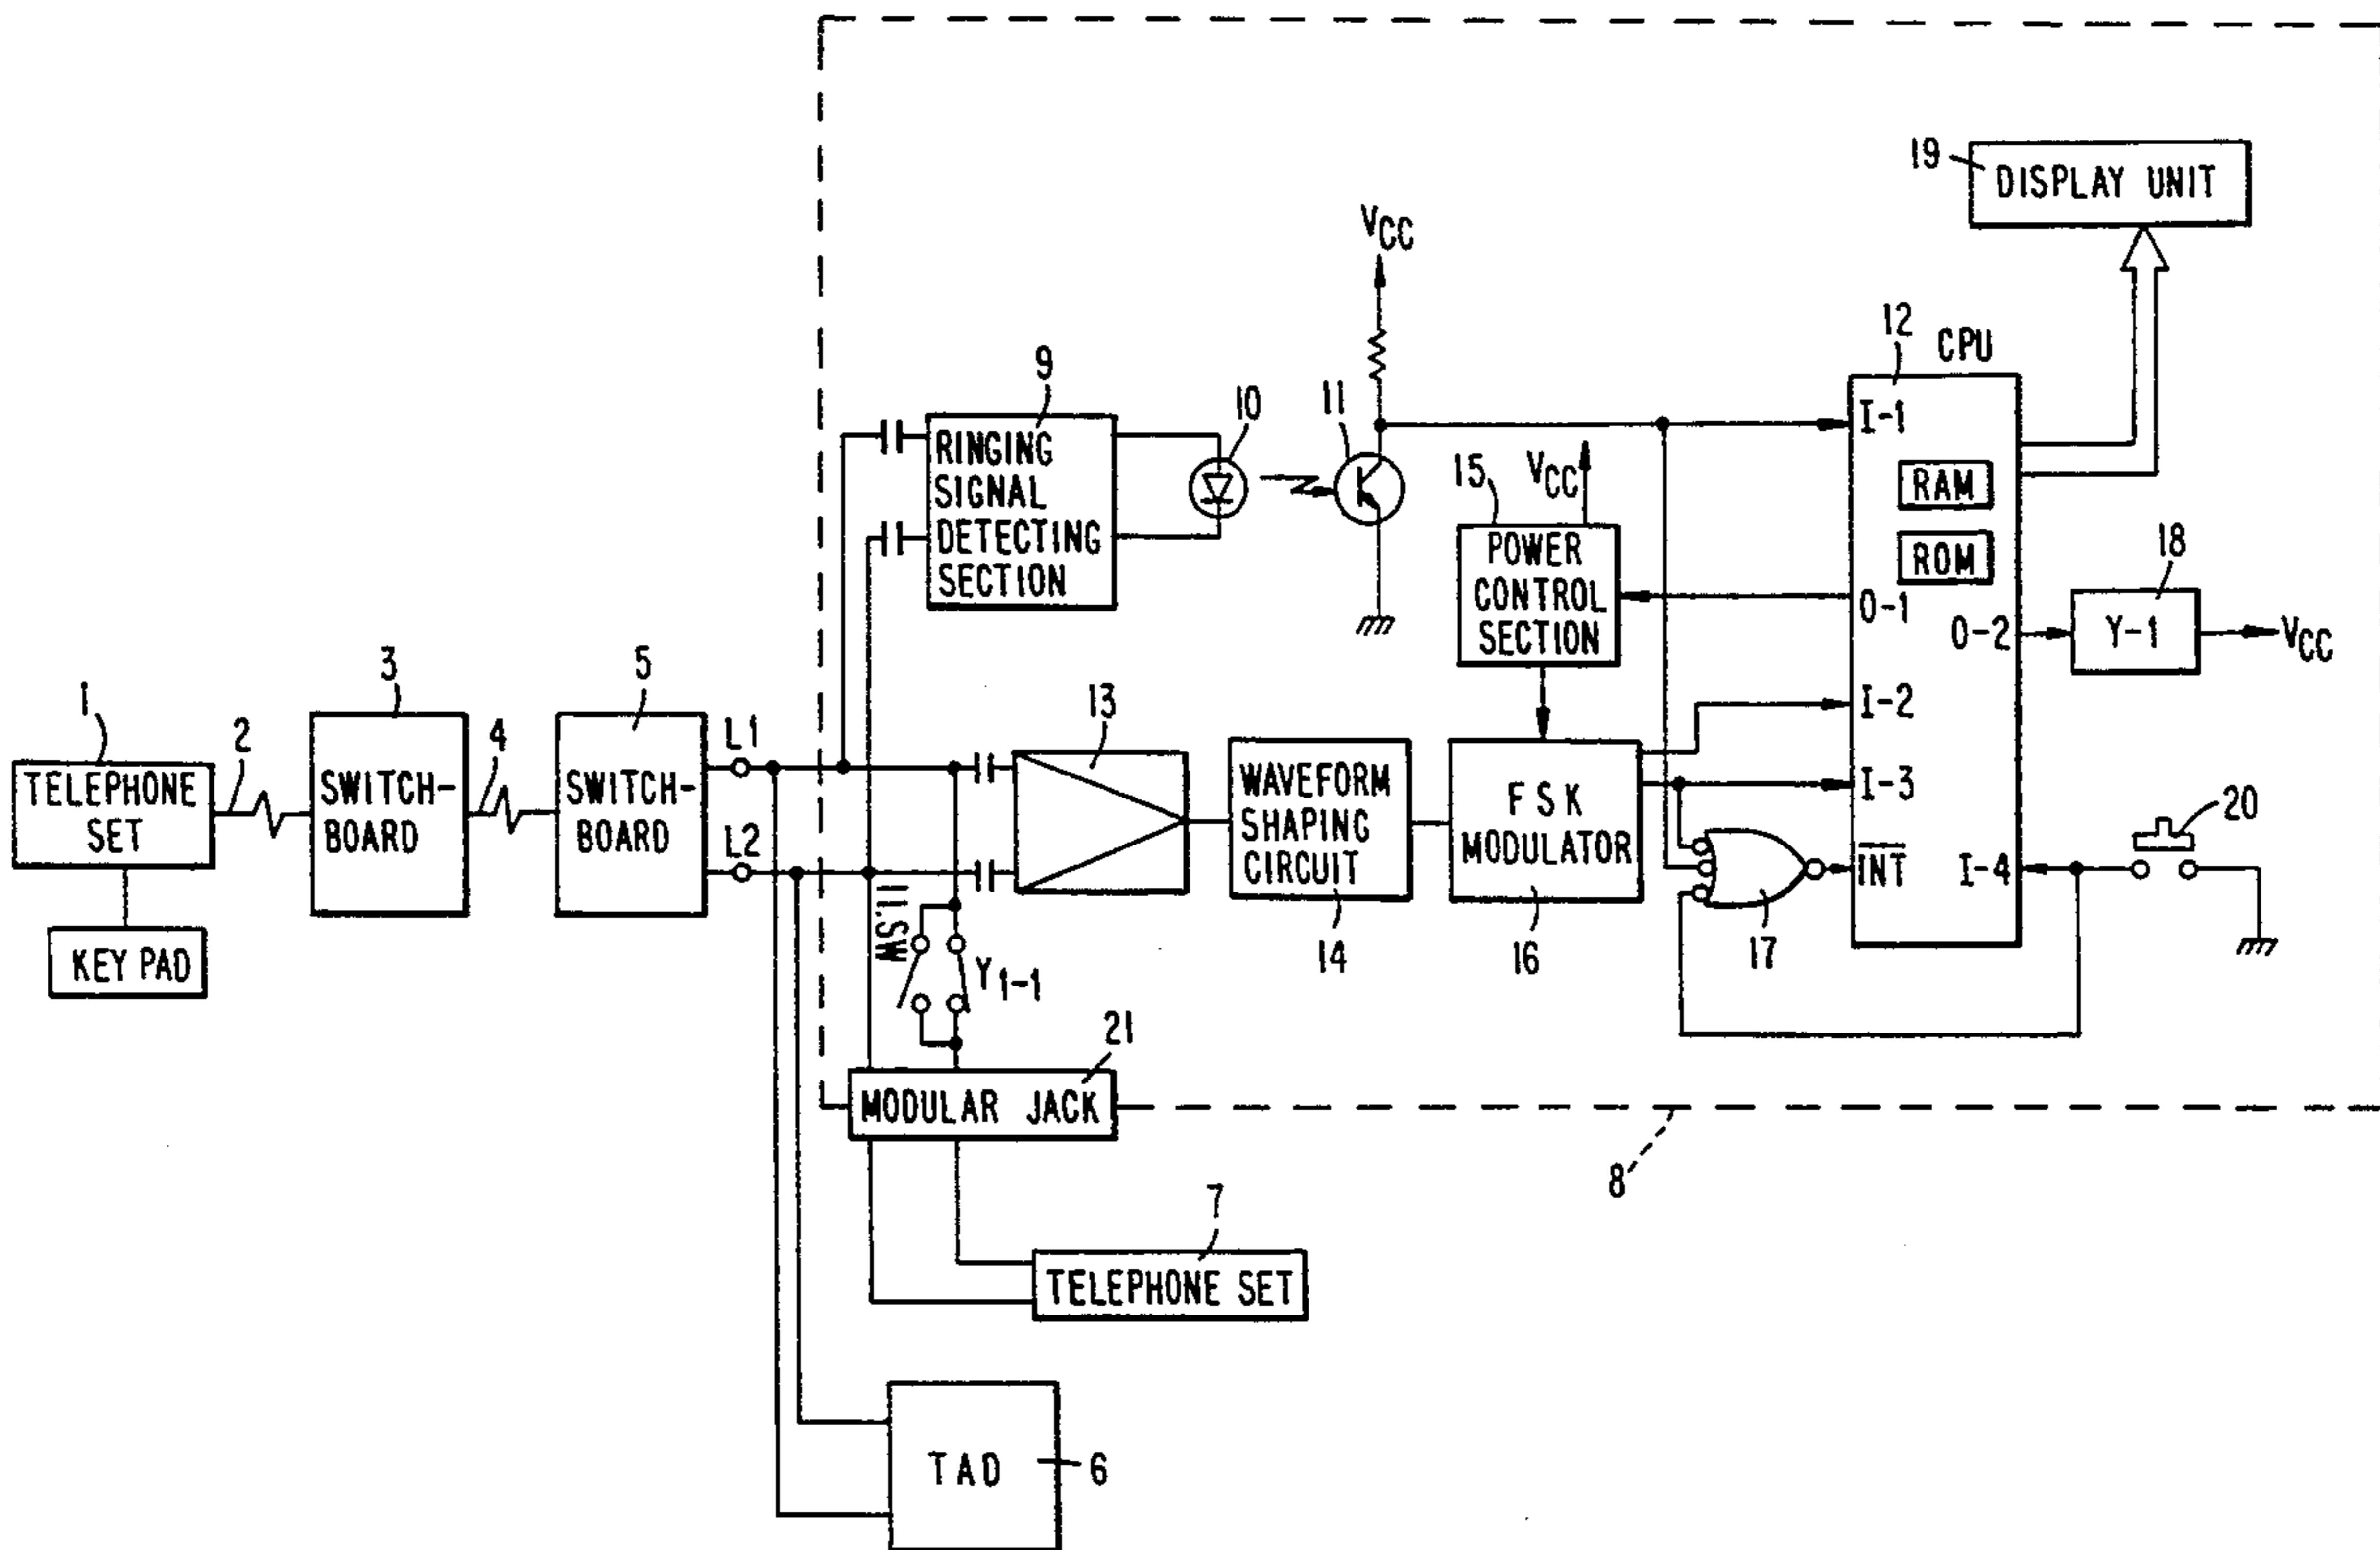 19
DISPLAY UNIT
VCC
12
CPU
9
RINGING
SIGNAL
DETECTING
SECTION
10
11
I-1
RAM
ROM
15
VCC
POWER
CONTROL
SECTION
O-1
O-2
18
Y-1
VCC
1
TELEPHONE
SET
2
3
SWITCH-
BOARD
4
5
SWITCH-
BOARD
L1
L2
13
WAVEFORM
SHAPING
CIRCUIT
14
FSK
MODULATOR
16
I-2
I-3
INT
I-4
17
20
KEY PAD
Y1-1
21
MODULAR JACK
8
7
TELEPHONE SET
TAD
6